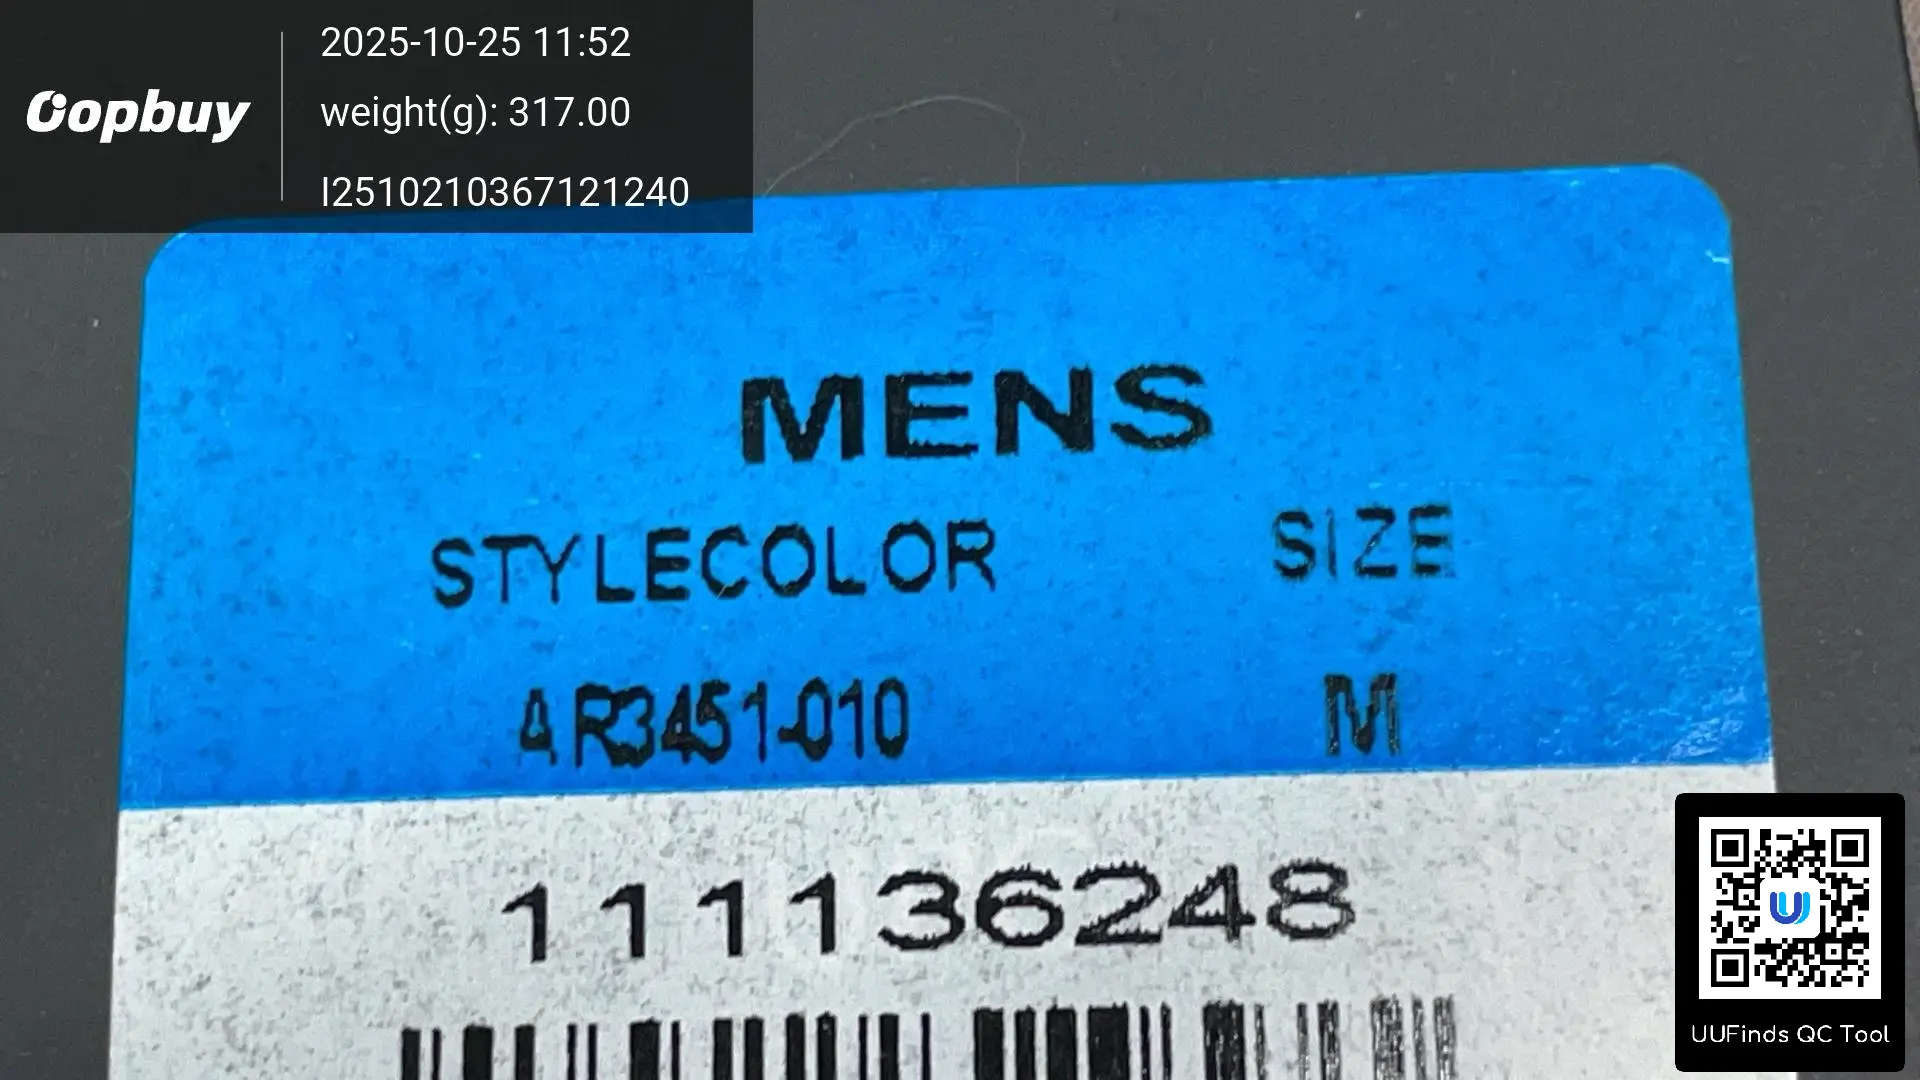 Oopbuy
2025-10-25 11:52
weight(g): 317.00
I2510210367121240
MENS
STYLECOLOR SIZE
AR3451-010 M
111136248
UUFinds QC Tool